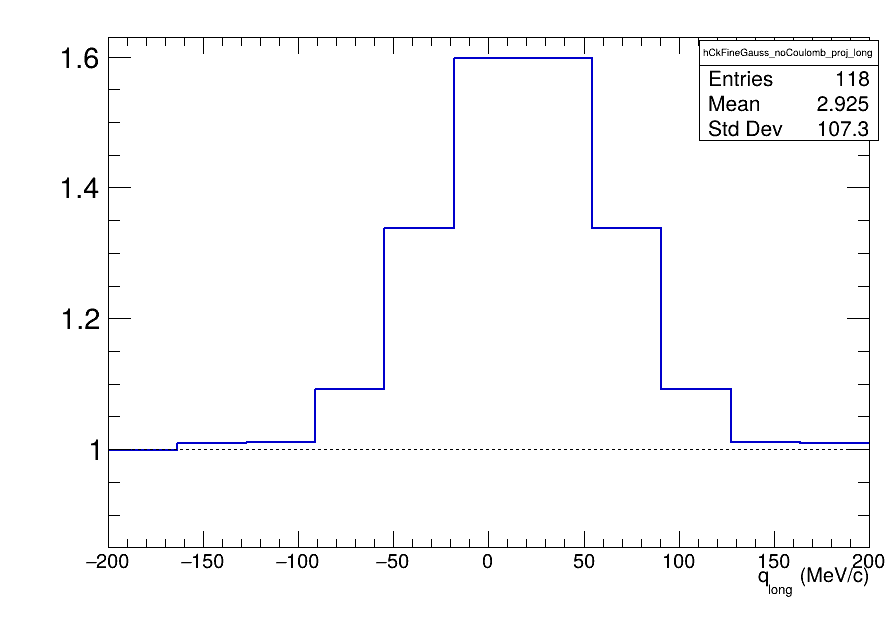 hCkFineGauss_noCoulomb_proj_long
Entries 118
Mean 2.925
Std Dev 107.3
1.6
1.4
1.2
1
−200 −150 −100 −50 0 50 100 150 200
q_long (MeV/c)